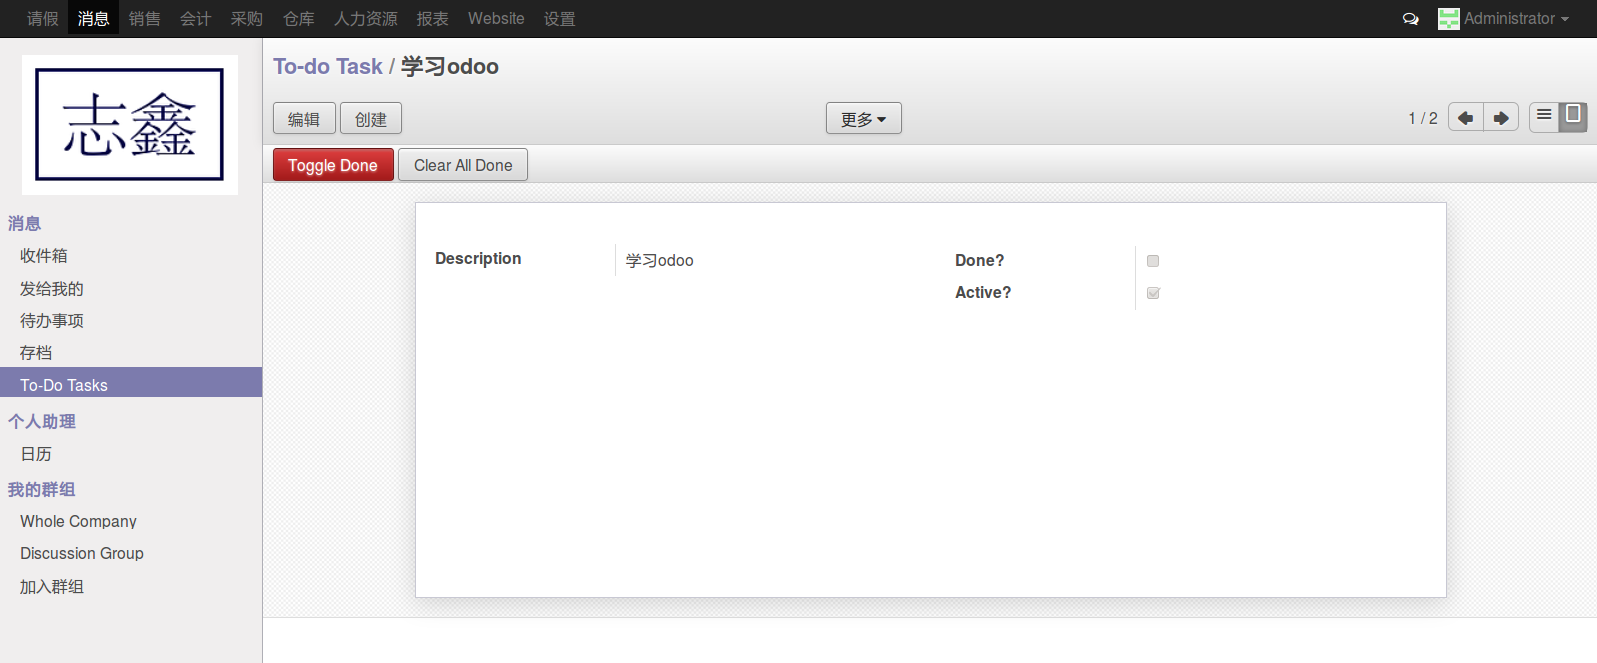 请假 消息 销售 会计 采购 仓库 人力资源 报表 Website 设置 Administrator
志鑫
To-do Task / 学习odoo
编辑 创建 更多 1 / 2
Toggle Done Clear All Done
消息
收件箱
发给我的
待办事项
存档
To-Do Tasks
个人助理
日历
我的群组
Whole Company
Discussion Group
加入群组
Description 学习odoo
Done?
Active?